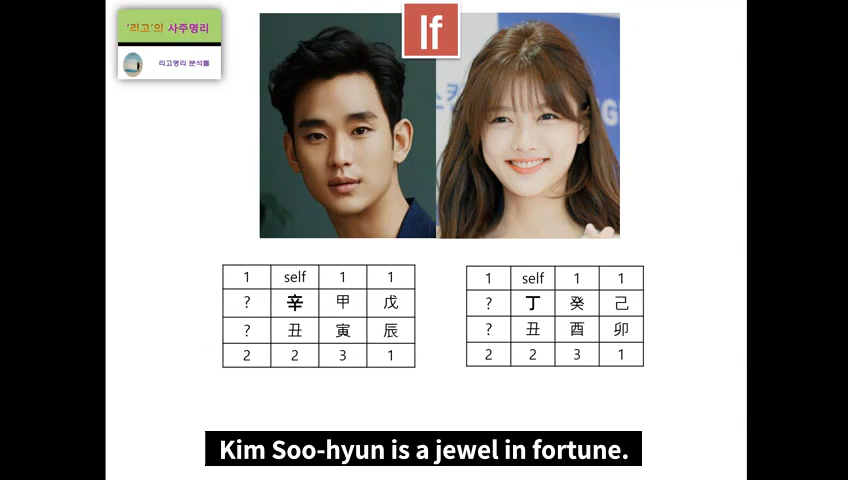 '리고'의 사주명리
리고명리 분석틀
If
1 self 1 1
? 辛 甲 戊
? 丑 寅 辰
2 2 3 1
1 self 1 1
? 丁 癸 己
? 丑 酉 卯
2 2 3 1
Kim Soo-hyun is a jewel in fortune.